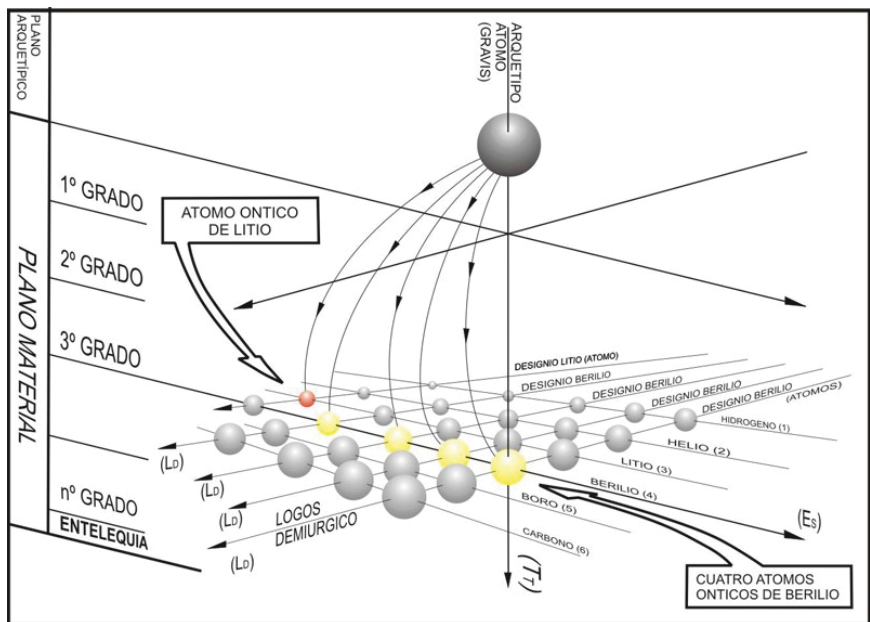 PLANO
ARQUETÍPICO
ARQUETIPO
ATOMO
(GRAVIS)
PLANO MATERIAL
1º GRADO
2º GRADO
3º GRADO
nº GRADO
ENTELEQUIA
ATOMO ONTICO
DE LITIO
DESIGNIO LITIO (ATOMO)
DESIGNIO BERILIO
DESIGNIO BERILIO
DESIGNIO BERILIO
DESIGNIO BERILIO
(ATOMOS)
HIDROGENO (1)
HELIO (2)
LITIO (3)
BERILIO (4)
BORO (5)
CARBONO (6)
(LD)
(LD)
(LD)
(LD)
LOGOS
DEMIURGICO
(ES)
(TT)
CUATRO ATOMOS
ONTICOS DE BERILIO